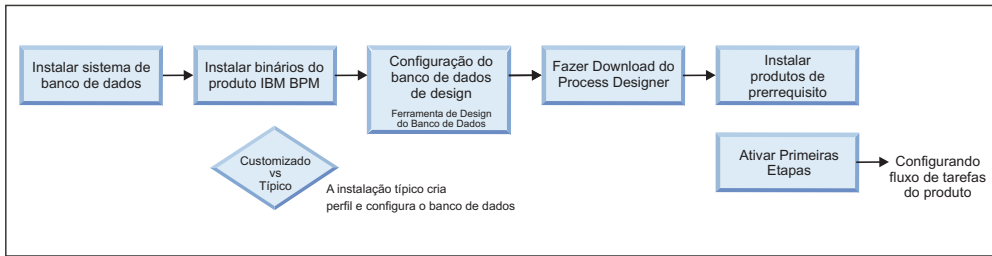 Instalar sistema de
banco de dados
Instalar binários do
produto IBM BPM
Configuração do
banco de dados
de design
Ferramenta de Design
do Banco de Dados
Fazer Download do
Process Designer
Instalar
produtos de
prerrequisito
Customizado
vs
Típico
A instalação típico cria
perfil e configura o banco de dados
Ativar Primeiras
Etapas
Configurando
fluxo de tarefas
do produto